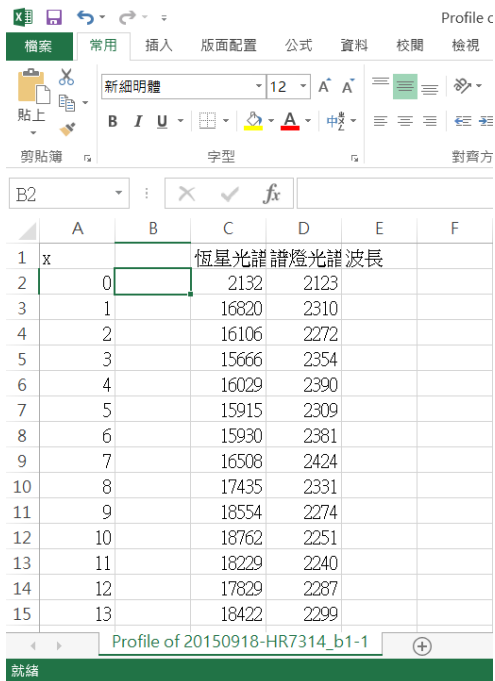 Profile o
檔案 常用 插入 版面配置 公式 資料 校閱 檢視
貼上 新細明體 12 A A
B I U A 中
剪貼簿 字型 對齊方
B2 fx
A B C D E F
1 x 恆星光譜 譜燈光譜 波長
2 0 2132 2123
3 1 16820 2310
4 2 16106 2272
5 3 15666 2354
6 4 16029 2390
7 5 15915 2309
8 6 15930 2381
9 7 16508 2424
10 8 17435 2331
11 9 18554 2274
12 10 18762 2251
13 11 18229 2240
14 12 17829 2287
15 13 18422 2299
Profile of 20150918-HR7314_b1-1
就緒